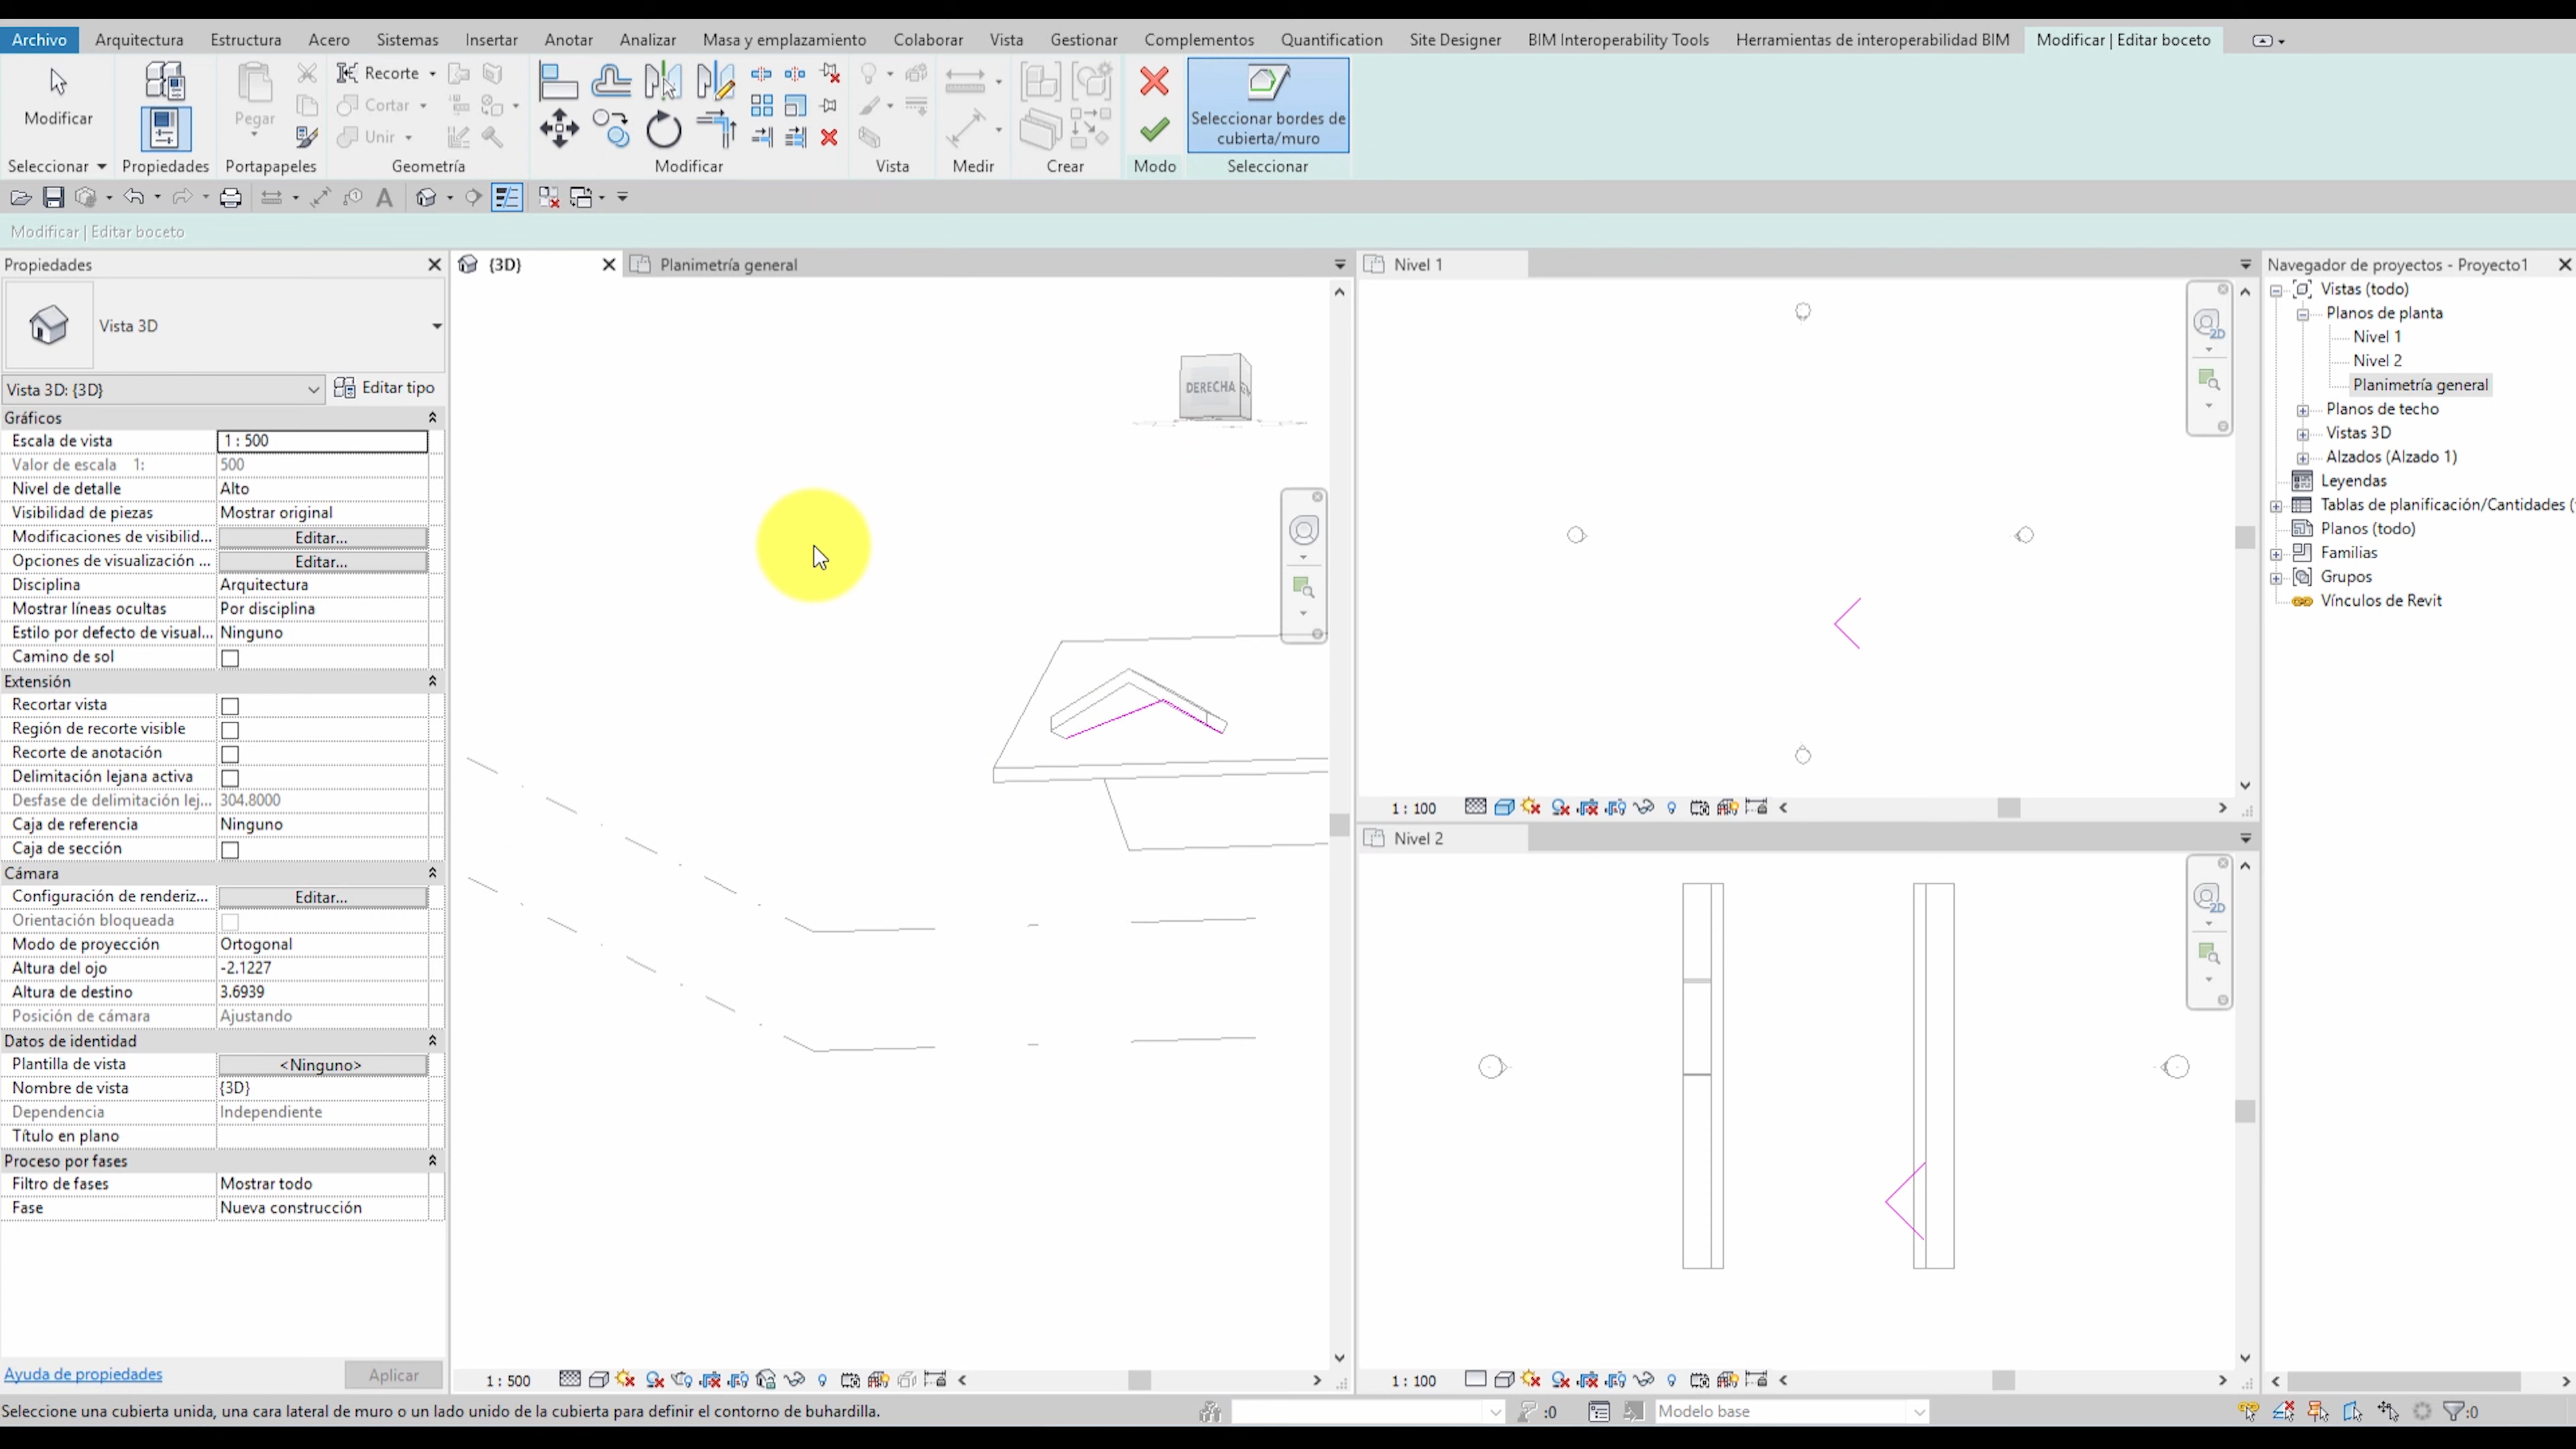 Archivo Arquitectura Estructura Acero Sistemas Insertar Anotar Analizar Masa y emplazamiento Colaborar Vista Gestionar Complementos Quantification Site Designer BIM Interoperability Tools Herramientas de interoperabilidad BIM Modificar | Editar boceto
Modificar
Pegar
Recorte
Cortar
Unir
Seleccionar bordes de
cubierta/muro
Seleccionar Propiedades Portapapeles Geometría Modificar Vista Medir Crear Modo Seleccionar
Modificar | Editar boceto
Propiedades
Vista 3D
Vista 3D: {3D} Editar tipo
Gráficos
Escala de vista 1 : 500
Valor de escala 1: 500
Nivel de detalle Alto
Visibilidad de piezas Mostrar original
Modificaciones de visibilid... Editar...
Opciones de visualización ... Editar...
Disciplina Arquitectura
Mostrar líneas ocultas Por disciplina
Estilo por defecto de visual... Ninguno
Camino de sol
Extensión
Recortar vista
Región de recorte visible
Recorte de anotación
Delimitación lejana activa
Desfase de delimitación lej... 304.8000
Caja de referencia Ninguno
Caja de sección
Cámara
Configuración de renderiz... Editar...
Orientación bloqueada
Modo de proyección Ortogonal
Altura del ojo -2.1227
Altura de destino 3.6939
Posición de cámara Ajustando
Datos de identidad
Plantilla de vista <Ninguno>
Nombre de vista {3D}
Dependencia Independiente
Título en plano
Proceso por fases
Filtro de fases Mostrar todo
Fase Nueva construcción
Ayuda de propiedades Aplicar
{3D} Planimetría general
DERECHA
1 : 500
Nivel 1
2D
1 : 100
Nivel 2
2D
1 : 100
Navegador de proyectos - Proyecto1
Vistas (todo)
Planos de planta
Nivel 1
Nivel 2
Planimetría general
Planos de techo
Vistas 3D
Alzados (Alzado 1)
Leyendas
Tablas de planificación/Cantidades (
Planos (todo)
Familias
Grupos
Vínculos de Revit
Seleccione una cubierta unida, una cara lateral de muro o un lado unido de la cubierta para definir el contorno de buhardilla. :0 Modelo base :0